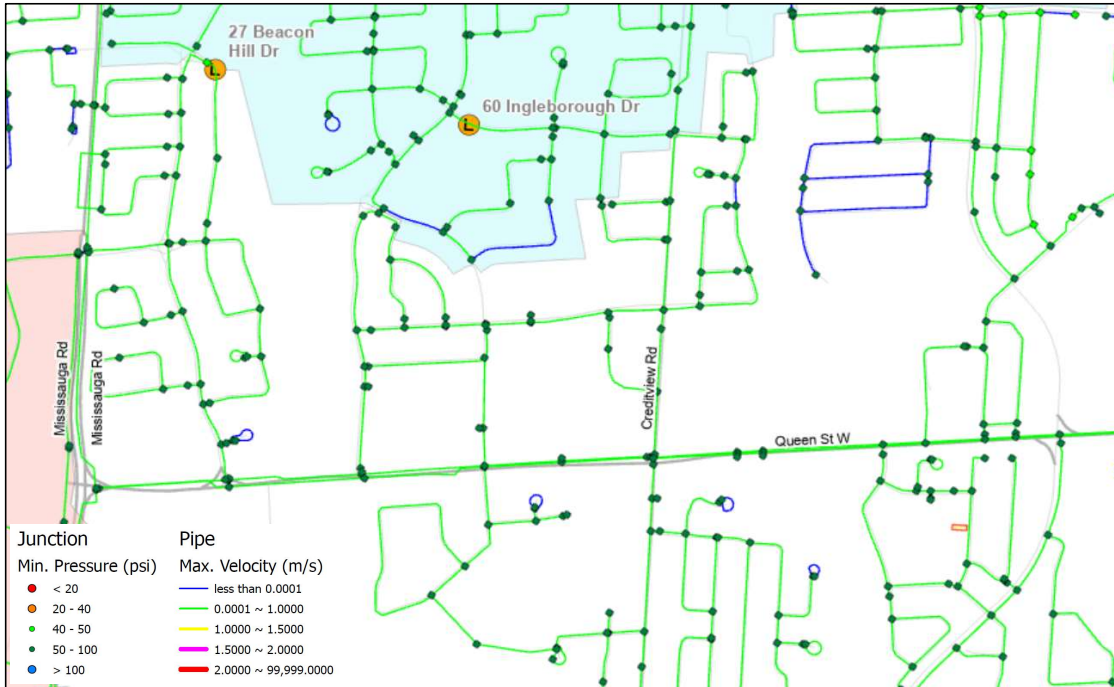 27 Beacon
Hill Dr
L
60 Ingleborough Dr
L
Mississauga Rd
Mississauga Rd
Creditview Rd
Queen St W
Junction
Min. Pressure (psi)
< 20
20 - 40
40 - 50
50 - 100
> 100
Pipe
Max. Velocity (m/s)
less than 0.0001
0.0001 ~ 1.0000
1.0000 ~ 1.5000
1.5000 ~ 2.0000
2.0000 ~ 99,999.0000